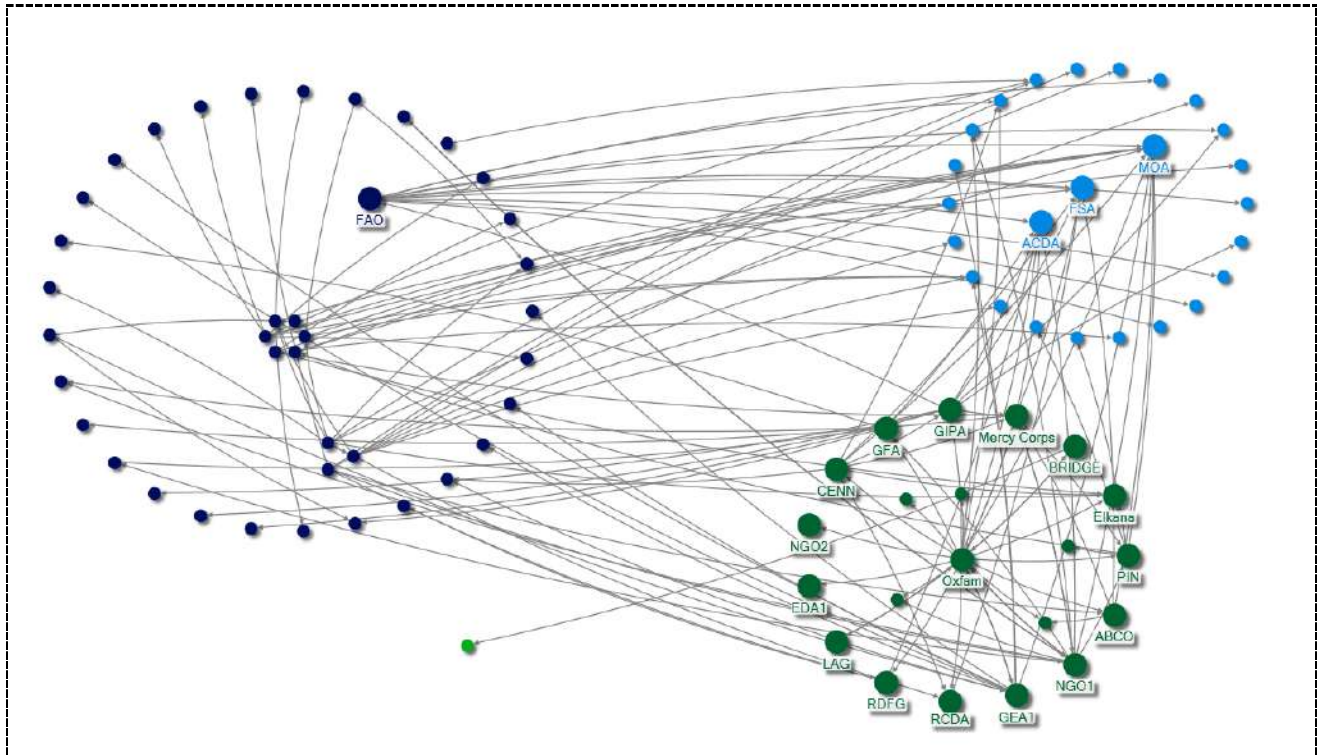 MOA
FAO
FSA
ACDA
GIPA
Mercy Corps
GFA
BRIDGE
CENN
Elkana
NGO2
PIN
Oxfam
EDA1
ABCO
LAG
NGO1
RDFG
RCDA
GEA1